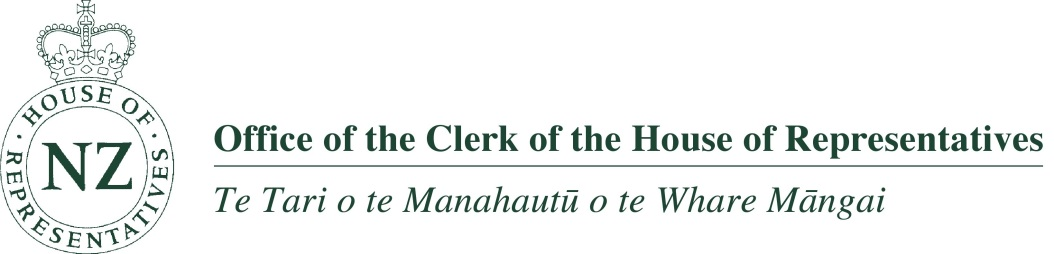 · HOUSE OF ·
REPRESENTATIVES
NZ
Office of the Clerk of the House of Representatives
Te Tari o te Manahautū o te Whare Māngai